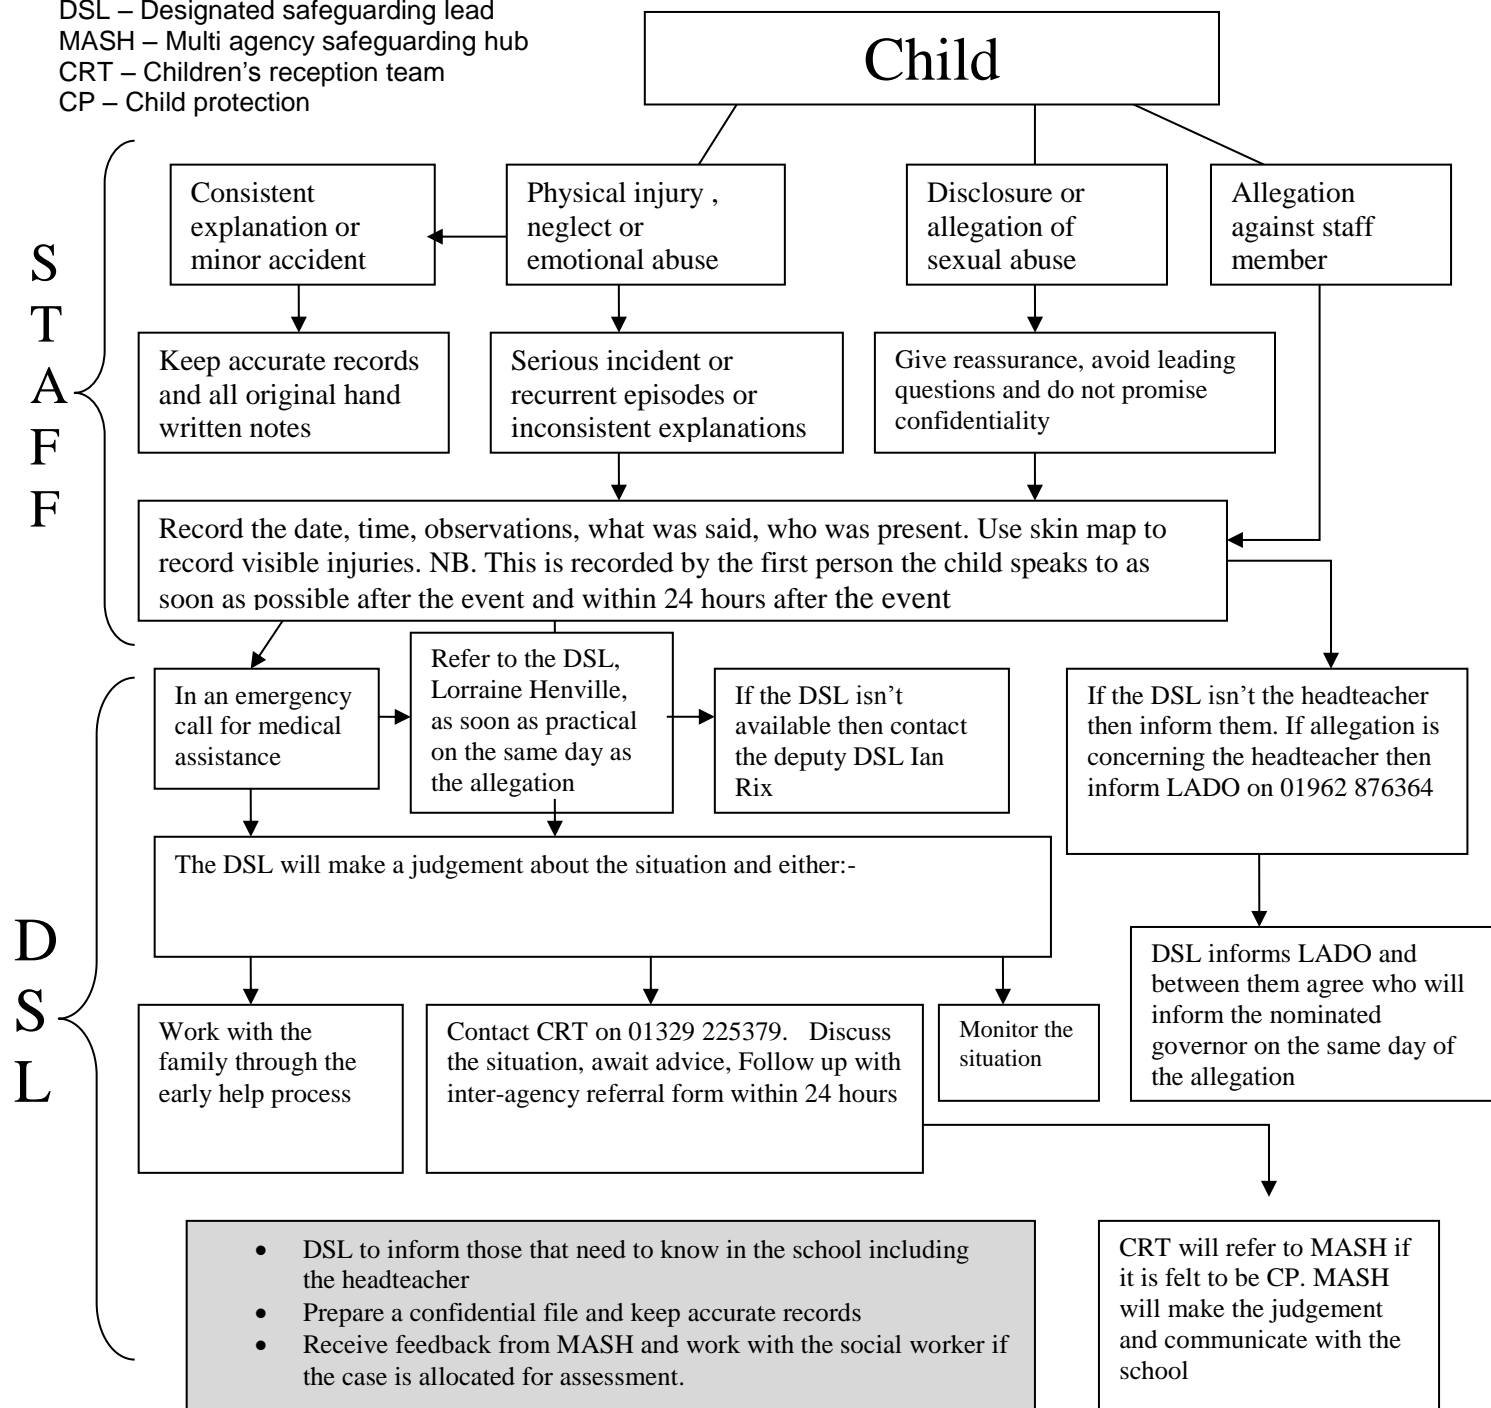 DSL – Designated safeguarding lead
MASH – Multi agency safeguarding hub
CRT – Children's reception team
CP – Child protection
Child
S
T
A
F
F
Consistent
explanation or
minor accident
Physical injury ,
neglect or
emotional abuse
Disclosure or
allegation of
sexual abuse
Allegation
against staff
member
Keep accurate records
and all original hand
written notes
Serious incident or
recurrent episodes or
inconsistent explanations
Give reassurance, avoid leading
questions and do not promise
confidentiality
Record the date, time, observations, what was said, who was present. Use skin map to
record visible injuries. NB. This is recorded by the first person the child speaks to as
soon as possible after the event and within 24 hours after the event
D
S
L
In an emergency
call for medical
assistance
Refer to the DSL,
Lorraine Henville,
as soon as practical
on the same day as
the allegation
If the DSL isn't
available then contact
the deputy DSL Ian
Rix
If the DSL isn't the headteacher
then inform them. If allegation is
concerning the headteacher then
inform LADO on 01962 876364
The DSL will make a judgement about the situation and either:-
DSL informs LADO and
between them agree who will
inform the nominated
governor on the same day of
the allegation
Work with the
family through the
early help process
Contact CRT on 01329 225379. Discuss
the situation, await advice, Follow up with
inter-agency referral form within 24 hours
Monitor the
situation
• DSL to inform those that need to know in the school including
the headteacher
• Prepare a confidential file and keep accurate records
• Receive feedback from MASH and work with the social worker if
the case is allocated for assessment.
CRT will refer to MASH if
it is felt to be CP. MASH
will make the judgement
and communicate with the
school